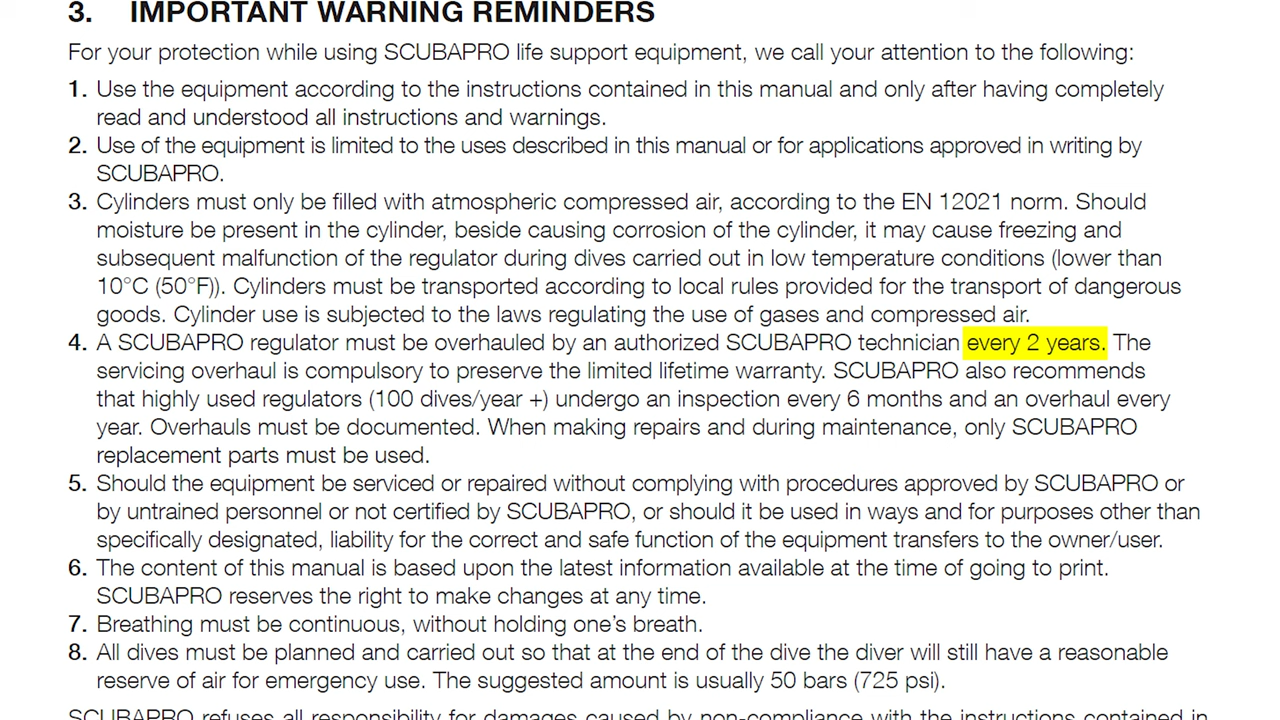 3. IMPORTANT WARNING REMINDERS
For your protection while using SCUBAPRO life support equipment, we call your attention to the following:
1. Use the equipment according to the instructions contained in this manual and only after having completely
read and understood all instructions and warnings.
2. Use of the equipment is limited to the uses described in this manual or for applications approved in writing by
SCUBAPRO.
3. Cylinders must only be filled with atmospheric compressed air, according to the EN 12021 norm. Should
moisture be present in the cylinder, beside causing corrosion of the cylinder, it may cause freezing and
subsequent malfunction of the regulator during dives carried out in low temperature conditions (lower than
10°C (50°F)). Cylinders must be transported according to local rules provided for the transport of dangerous
goods. Cylinder use is subjected to the laws regulating the use of gases and compressed air.
4. A SCUBAPRO regulator must be overhauled by an authorized SCUBAPRO technician every 2 years. The
servicing overhaul is compulsory to preserve the limited lifetime warranty. SCUBAPRO also recommends
that highly used regulators (100 dives/year +) undergo an inspection every 6 months and an overhaul every
year. Overhauls must be documented. When making repairs and during maintenance, only SCUBAPRO
replacement parts must be used.
5. Should the equipment be serviced or repaired without complying with procedures approved by SCUBAPRO or
by untrained personnel or not certified by SCUBAPRO, or should it be used in ways and for purposes other than
specifically designated, liability for the correct and safe function of the equipment transfers to the owner/user.
6. The content of this manual is based upon the latest information available at the time of going to print.
SCUBAPRO reserves the right to make changes at any time.
7. Breathing must be continuous, without holding one's breath.
8. All dives must be planned and carried out so that at the end of the dive the diver will still have a reasonable
reserve of air for emergency use. The suggested amount is usually 50 bars (725 psi).
SCUBAPRO refuses all responsibility for damages caused by non-compliance with the instructions contained in